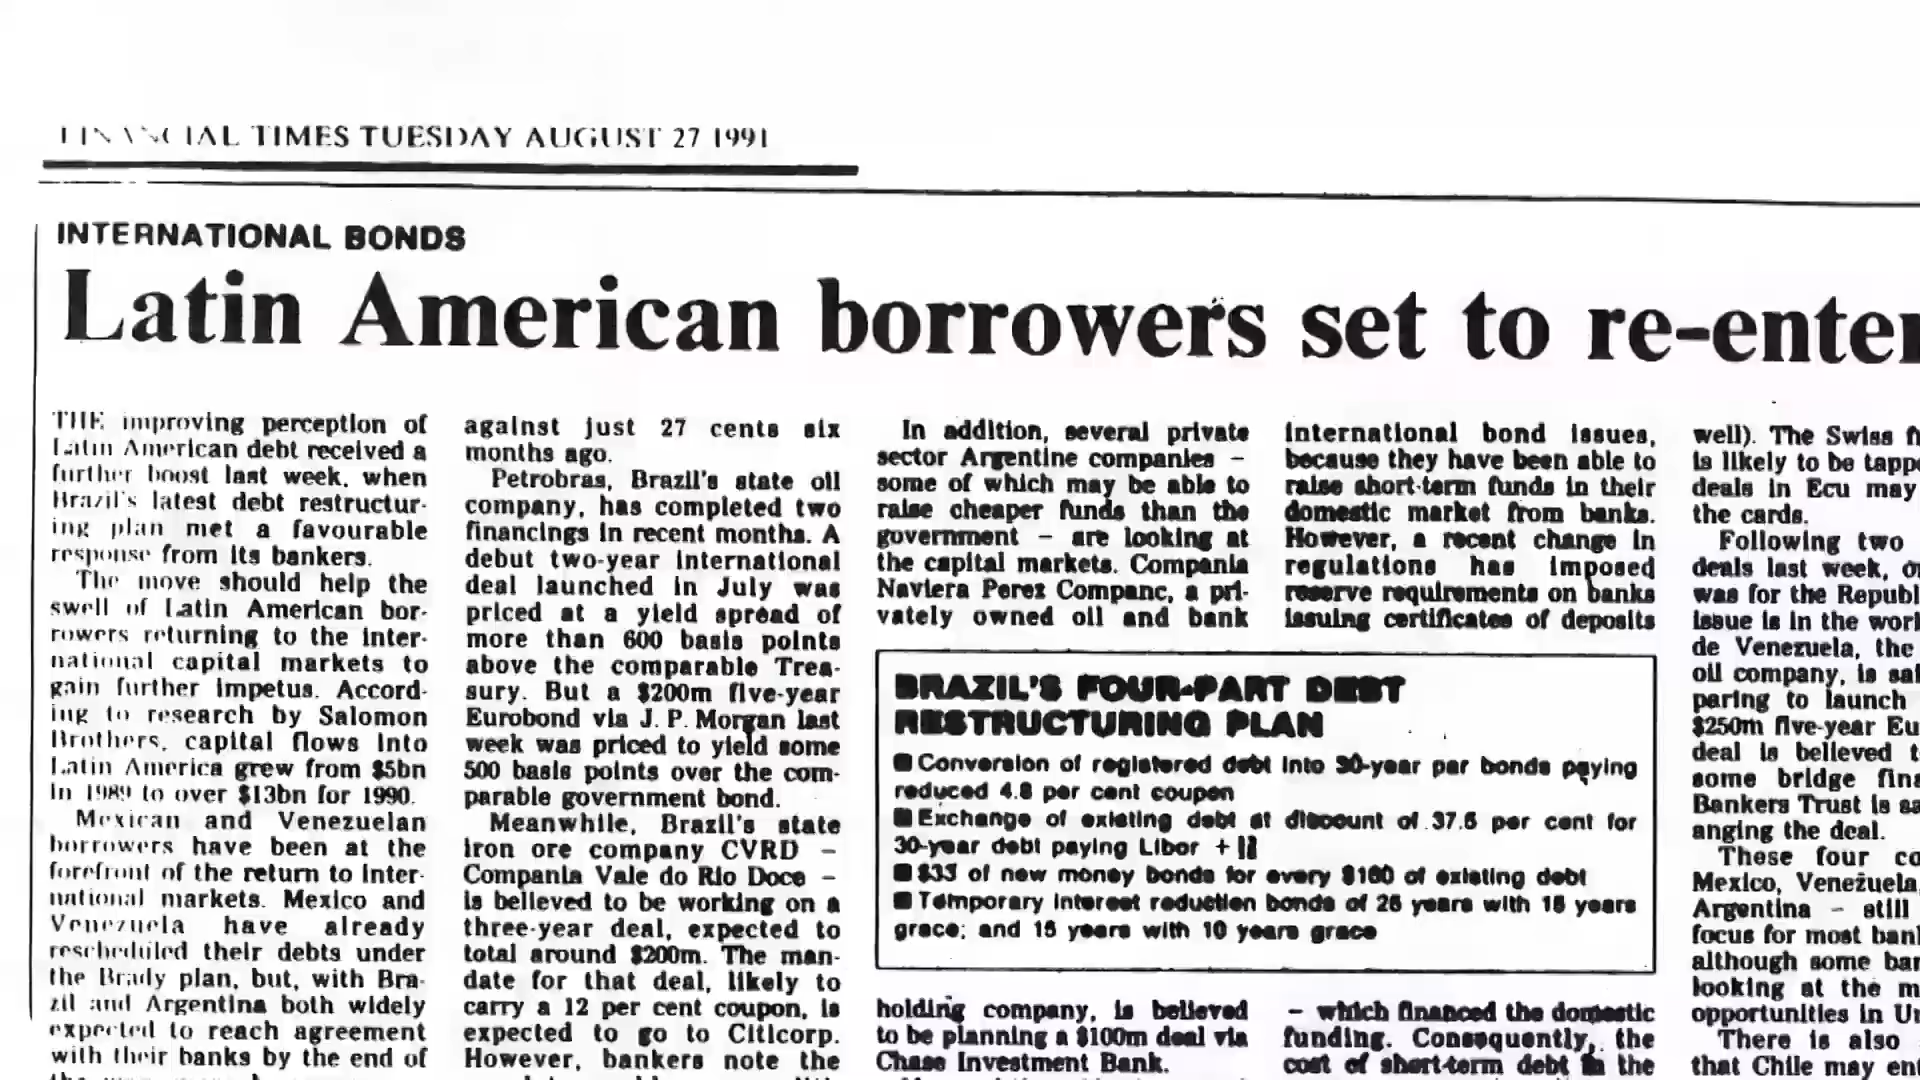 FINANCIAL TIMES TUESDAY AUGUST 27 1991
INTERNATIONAL BONDS
Latin American borrowers set to re-enter
THE improving perception of
Latin American debt received a
further boost last week, when
Brazil's latest debt restructur-
ing plan met a favourable
response from its bankers.
The move should help the
swell of Latin American bor-
rowers returning to the inter-
national capital markets to
gain further impetus. Accord-
ing to research by Salomon
Brothers, capital flows into
Latin America grew from $5bn
in 1989 to over $13bn for 1990.
Mexican and Venezuelan
borrowers have been at the
forefront of the return to inter-
national markets. Mexico and
Venezuela have already
rescheduled their debts under
the Brady plan, but, with Bra-
zil and Argentina both widely
expected to reach agreement
with their banks by the end of
against just 27 cents six
months ago.
Petrobras, Brazil's state oil
company, has completed two
financings in recent months. A
debut two-year international
deal launched in July was
priced at a yield spread of
more than 600 basis points
above the comparable Trea-
sury. But a $200m five-year
Eurobond via J. P. Morgan last
week was priced to yield some
500 basis points over the com-
parable government bond.
Meanwhile, Brazil's state
iron ore company CVRD –
Compania Vale do Rio Doce –
is believed to be working on a
three-year deal, expected to
total around $200m. The man-
date for that deal, likely to
carry a 12 per cent coupon, is
expected to go to Citicorp.
However, bankers note the
In addition, several private
sector Argentine companies –
some of which may be able to
raise cheaper funds than the
government – are looking at
the capital markets. Compania
Naviera Perez Companc, a pri-
vately owned oil and bank
international bond issues,
because they have been able to
raise short-term funds in their
domestic market from banks.
However, a recent change in
regulations has imposed
reserve requirements on banks
issuing certificates of deposits
BRAZIL'S FOUR-PART DEBT
RESTRUCTURING PLAN
■ Conversion of registered debt into 30-year par bonds paying
reduced 4.8 per cent coupon
■ Exchange of existing debt at discount of 37.5 per cent for
30-year debt paying Libor +
■ $33 of new money bonds for every $100 of existing debt
■ Temporary interest reduction bonds of 25 years with 15 years
grace; and 15 years with 10 years grace
holding company, is believed
to be planning a $100m deal via
Chase Investment Bank.
– which financed the domestic
funding. Consequently, the
cost of short-term debt in the
well). The Swiss
is likely to be tapp
deals in Ecu may
the cards.
Following two
deals last week,
was for the Republ
issue is in the wor
de Venezuela, the
oil company, is sa
paring to launch
$250m five-year Eu
deal is believed t
some bridge fina
Bankers Trust is sa
anging the deal.
These four co
Mexico, Venezuela,
Argentina – still
focus for most ban
although some ba
looking at the m
opportunities in U
There is also
that Chile may ent